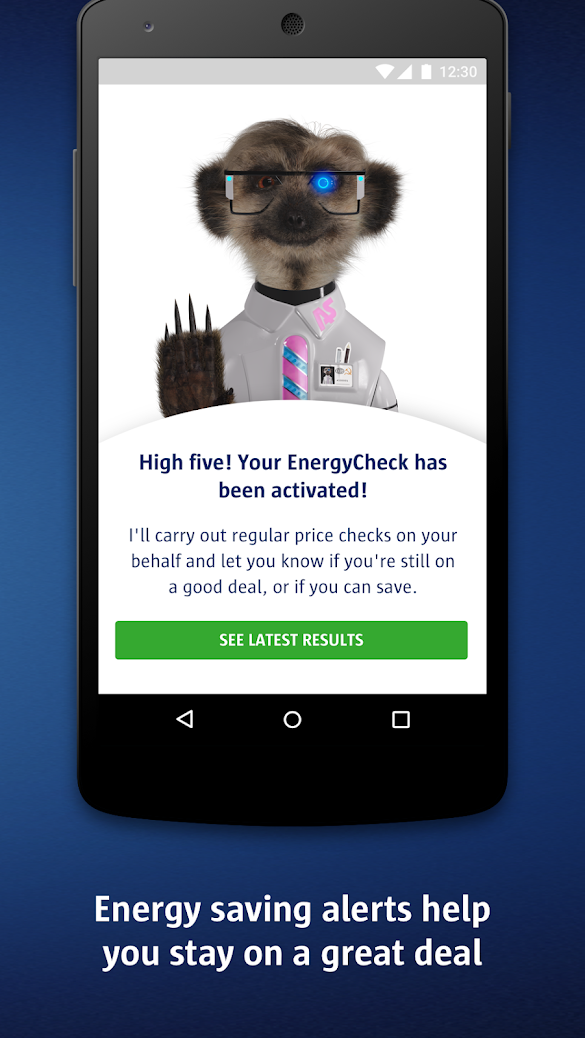 12:30
AS
High five! Your EnergyCheck has
been activated!
I'll carry out regular price checks on your
behalf and let you know if you're still on
a good deal, or if you can save.
SEE LATEST RESULTS
Energy saving alerts help
you stay on a great deal